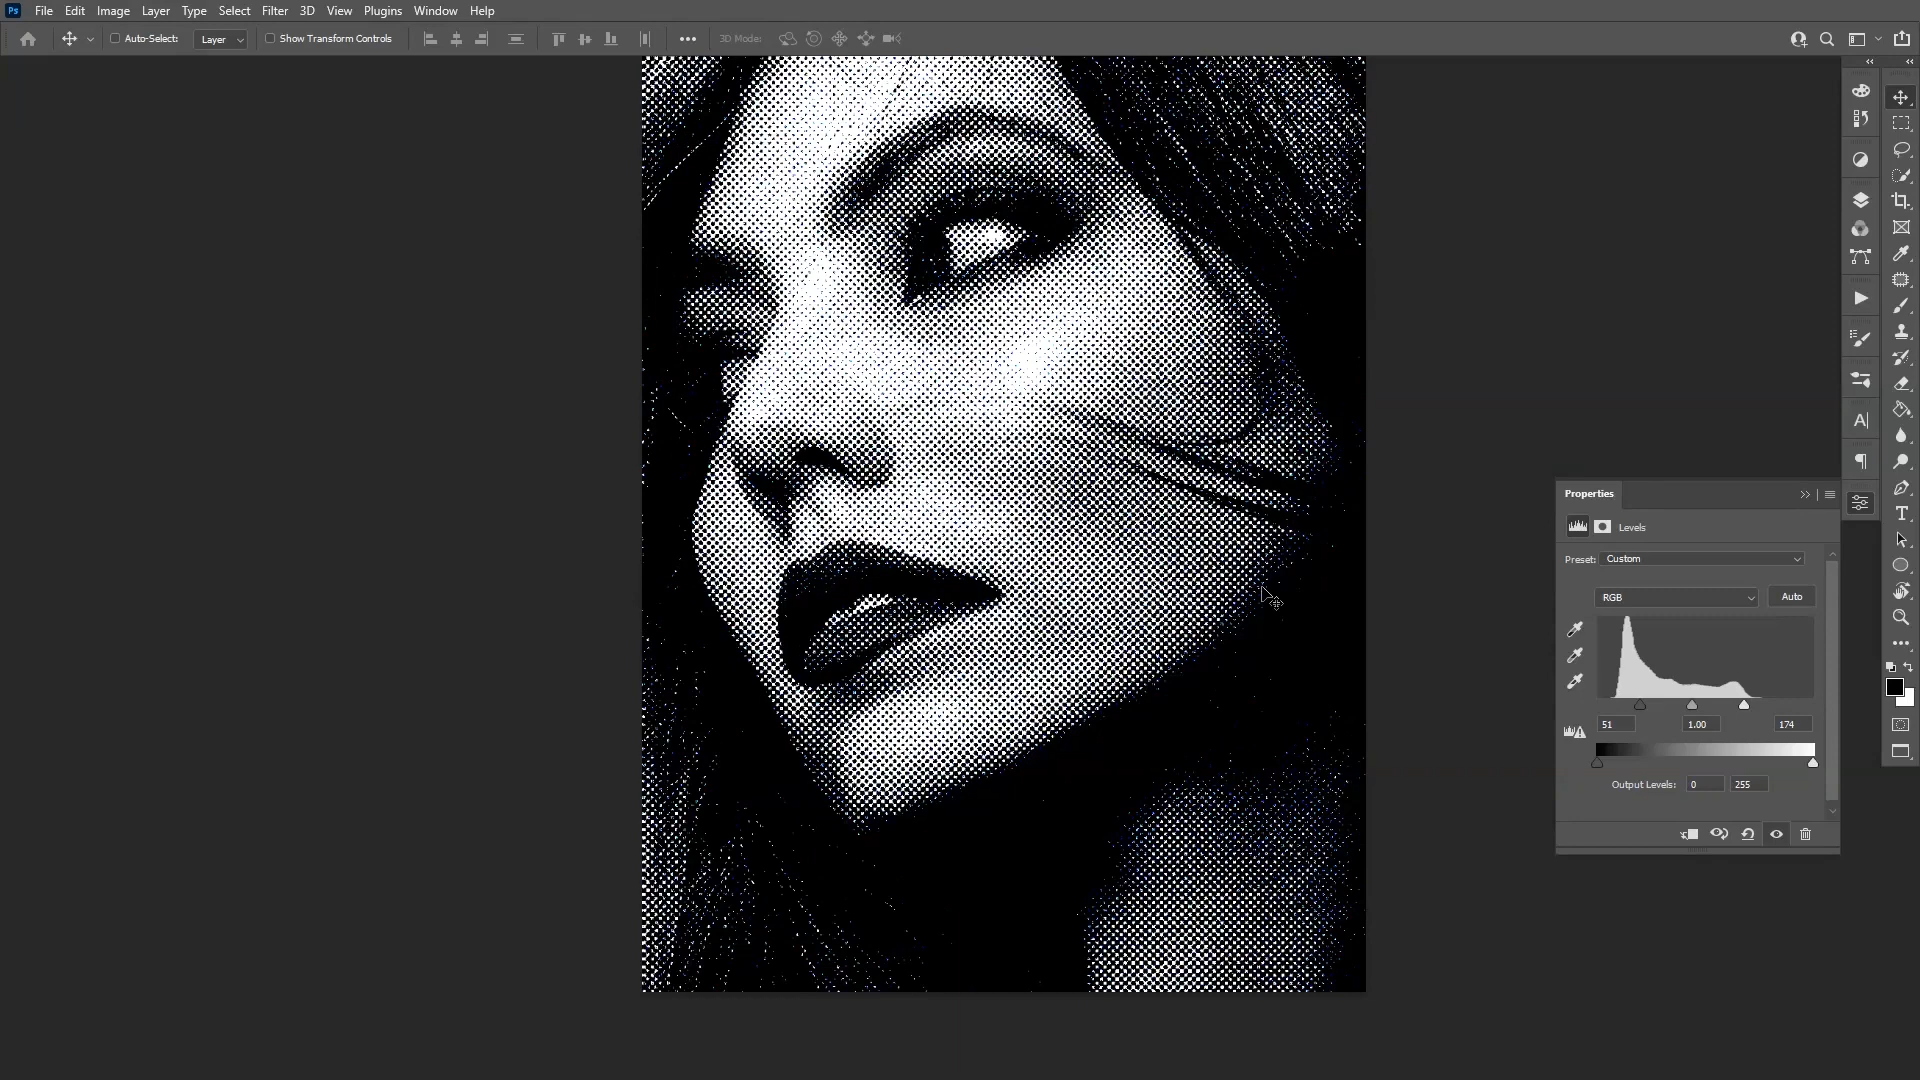 Ps File Edit Image Layer Type Select Filter 3D View Plugins Window Help
Auto-Select: Layer Show Transform Controls 3D Mode:
Properties
Levels
Preset: Custom
RGB Auto
51 1.00 174
Output Levels: 0 255